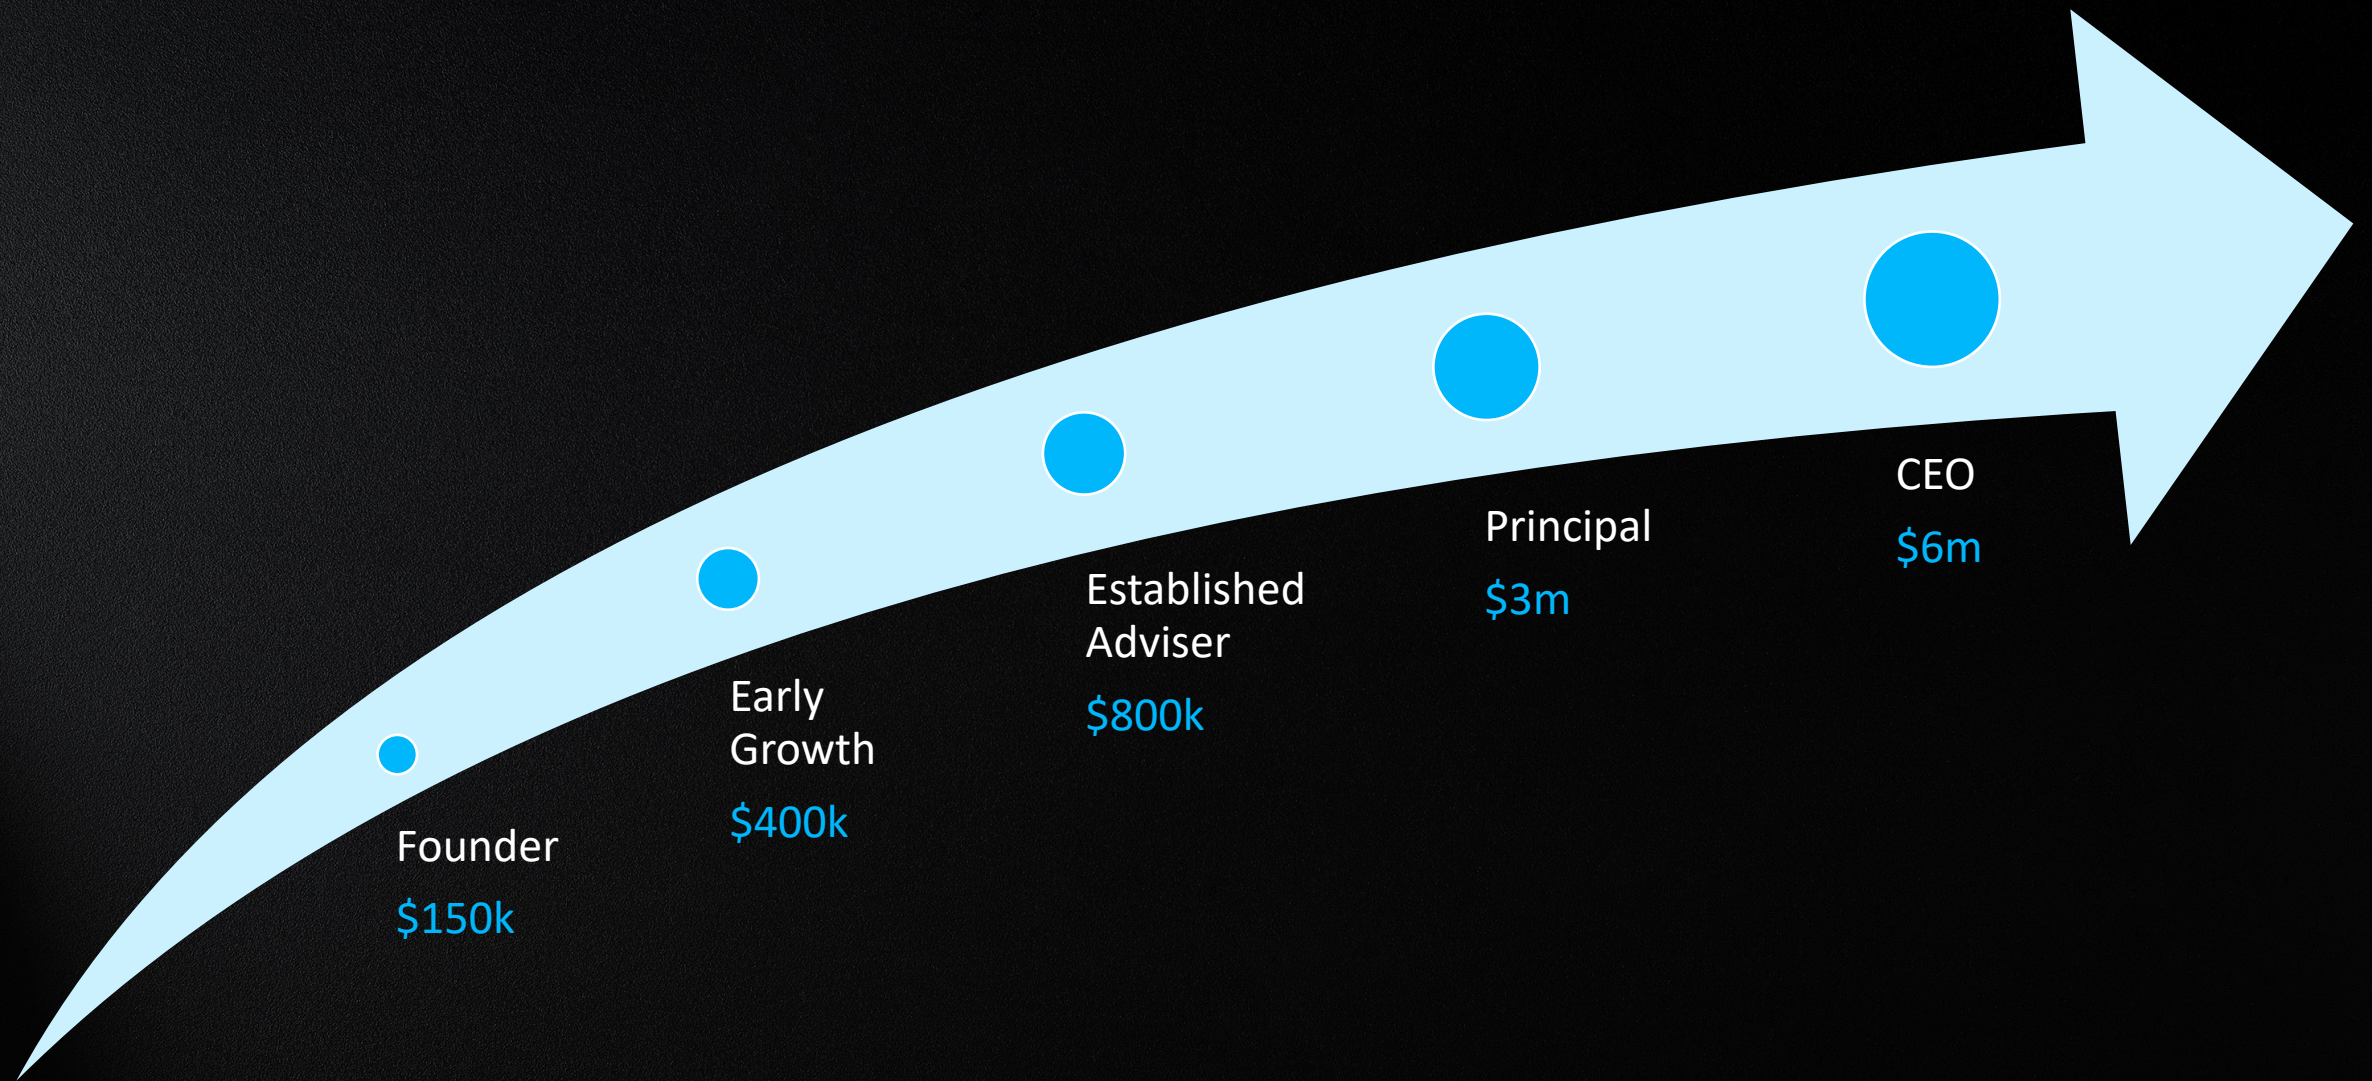 Founder
$150k
Early
Growth
$400k
Established
Adviser
$800k
Principal
$3m
CEO
$6m